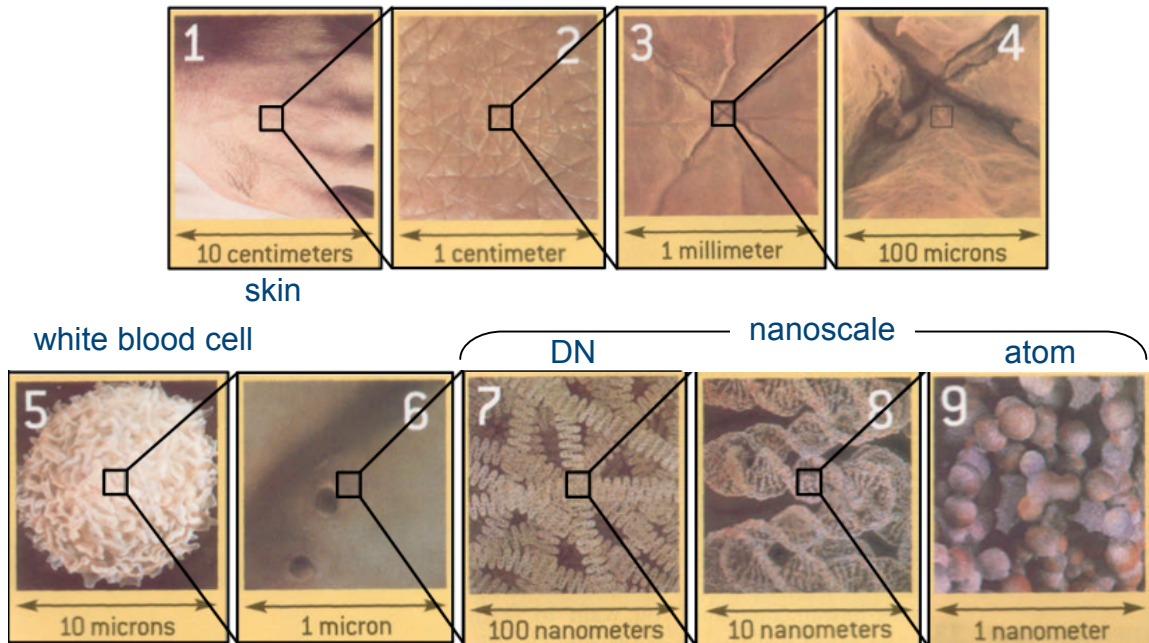 1 2 3 4
10 centimeters 1 centimeter 1 millimeter 100 microns
skin
white blood cell nanoscale
DN atom
5 6 7 8 9
10 microns 1 micron 100 nanometers 10 nanometers 1 nanometer